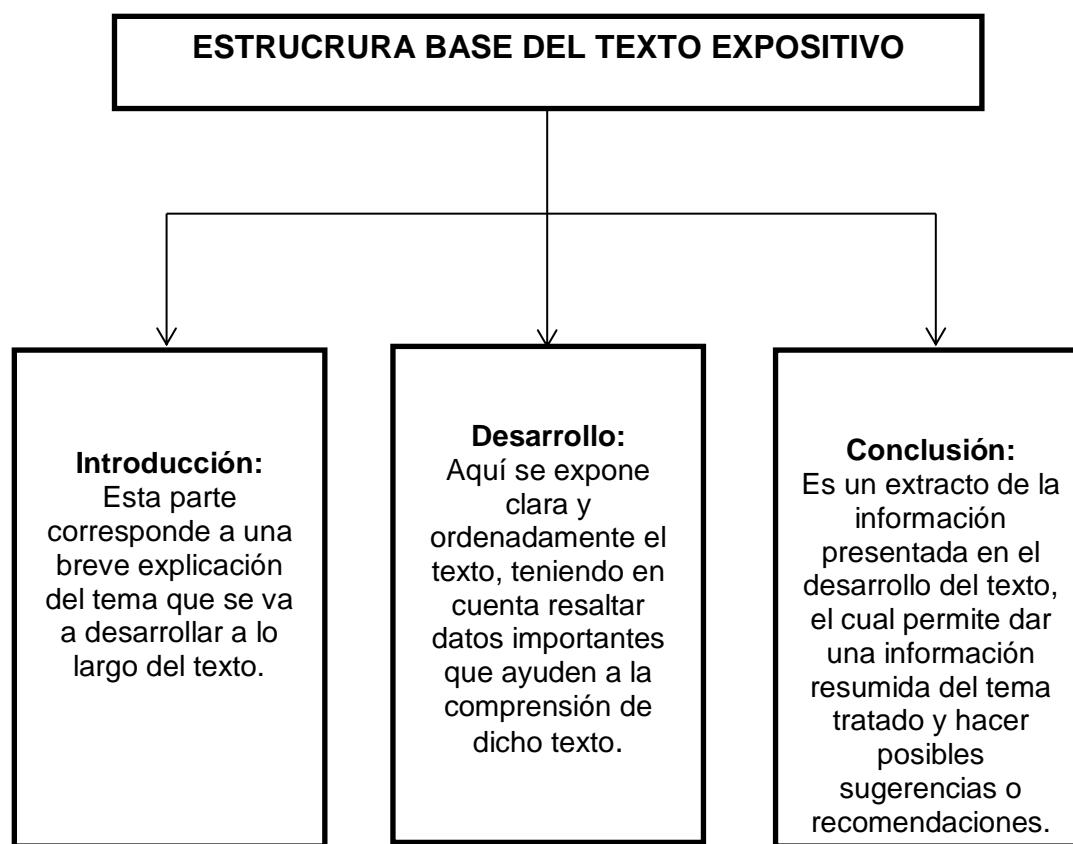 ESTRUCRURA BASE DEL TEXTO EXPOSITIVO
Introducción:
Esta parte
corresponde a una
breve explicación
del tema que se va
a desarrollar a lo
largo del texto.
Desarrollo:
Aquí se expone
clara y
ordenadamente el
texto, teniendo en
cuenta resaltar
datos importantes
que ayuden a la
comprensión de
dicho texto.
Conclusión:
Es un extracto de la
información
presentada en el
desarrollo del texto,
el cual permite dar
una información
resumida del tema
tratado y hacer
posibles
sugerencias o
recomendaciones.